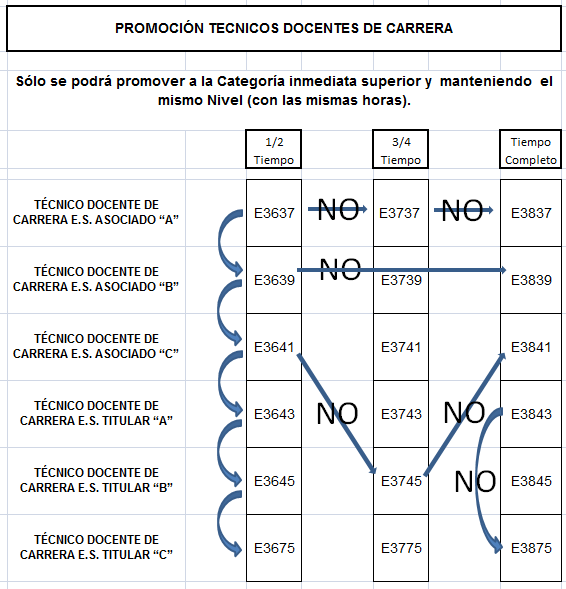 PROMOCIÓN TECNICOS DOCENTES DE CARRERA
Sólo se podrá promover a la Categoría inmediata superior y manteniendo el
mismo Nivel (con las mismas horas).
1/2
Tiempo
3/4
Tiempo
Tiempo
Completo
TÉCNICO DOCENTE DE
CARRERA E.S. ASOCIADO “A”
E3637 NO E3737 NO E3837
TÉCNICO DOCENTE DE
CARRERA E.S. ASOCIADO “B”
E3639 NO E3739 E3839
TÉCNICO DOCENTE DE
CARRERA E.S. ASOCIADO “C”
E3641 E3741 E3841
TÉCNICO DOCENTE DE
CARRERA E.S. TITULAR “A”
E3643 NO E3743 NO E3843
TÉCNICO DOCENTE DE
CARRERA E.S. TITULAR “B”
E3645 E3745 NO E3845
TÉCNICO DOCENTE DE
CARRERA E.S. TITULAR “C”
E3675 E3775 E3875